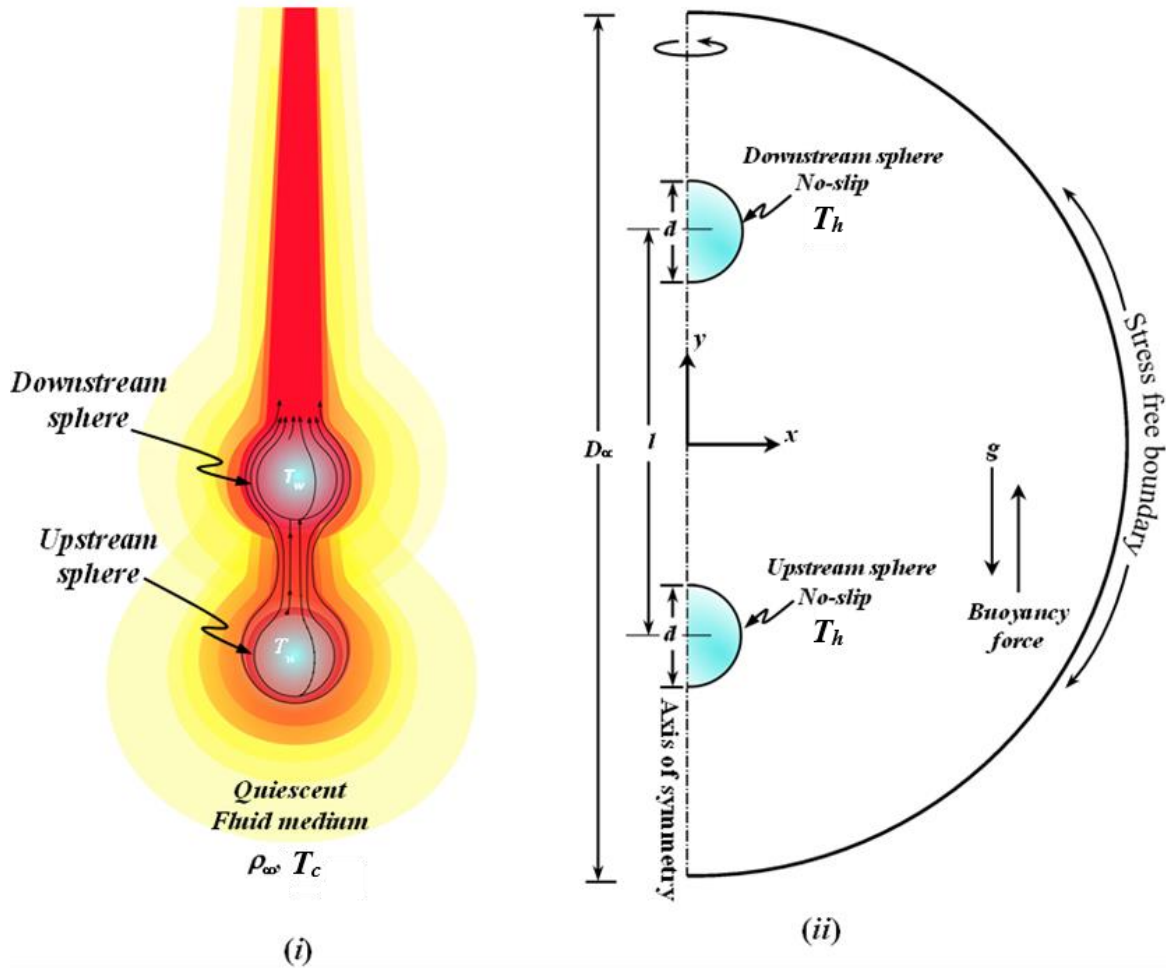 Downstream
sphere
T_w
Upstream
sphere
T_w
Quiescent
Fluid medium
ρ∞, T_c
(i)
Downstream sphere
No-slip
T_h
d
y
x
l
D∞
g
Stress free boundary
Upstream sphere
No-slip
T_h
d
Buoyancy
force
Axis of symmetry
(ii)